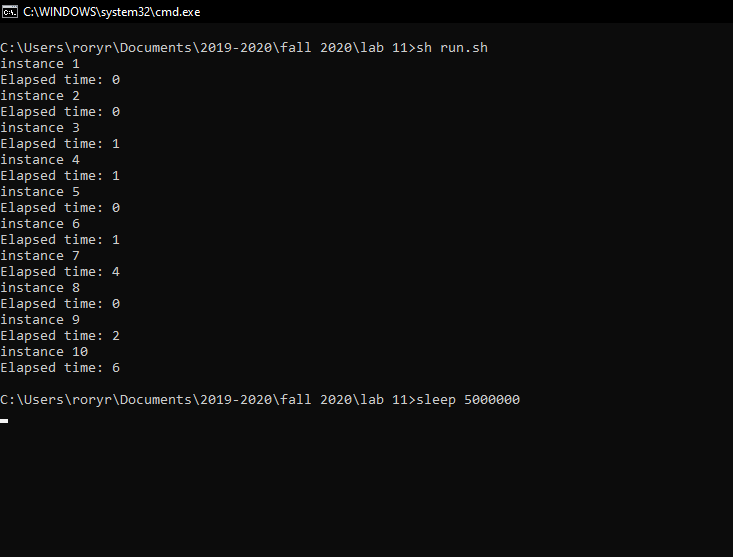 C:\WINDOWS\system32\cmd.exe
C:\Users\roryr\Documents\2019-2020\fall 2020\lab 11>sh run.sh
instance 1
Elapsed time: 0
instance 2
Elapsed time: 0
instance 3
Elapsed time: 1
instance 4
Elapsed time: 1
instance 5
Elapsed time: 0
instance 6
Elapsed time: 1
instance 7
Elapsed time: 4
instance 8
Elapsed time: 0
instance 9
Elapsed time: 2
instance 10
Elapsed time: 6
C:\Users\roryr\Documents\2019-2020\fall 2020\lab 11>sleep 5000000